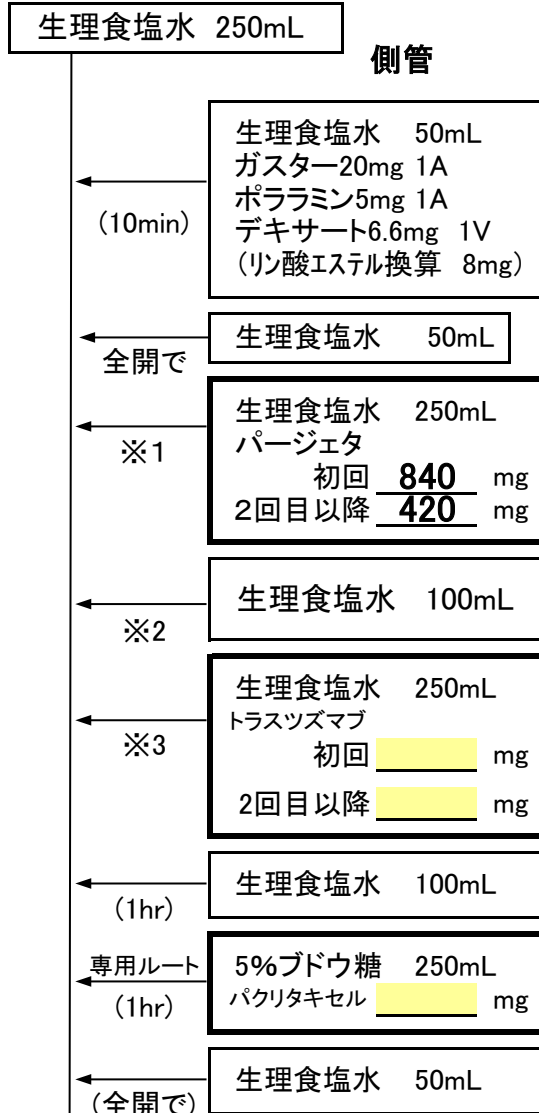 生理食塩水 250mL
側管
生理食塩水 50mL
ガスター20mg 1A
ポララミン5mg 1A
デキサート6.6mg 1V
(リン酸エステル換算 8mg)
(10min)
生理食塩水 50mL
全開で
生理食塩水 250mL
パージェタ
初回 840 mg
2回目以降 420 mg
※1
生理食塩水 100mL
※2
生理食塩水 250mL
トラスツズマブ
初回 mg
2回目以降 mg
※3
生理食塩水 100mL
(1hr)
専用ルート
5%ブドウ糖 250mL
パクリタキセル mg
(1hr)
生理食塩水 50mL
(全開で)